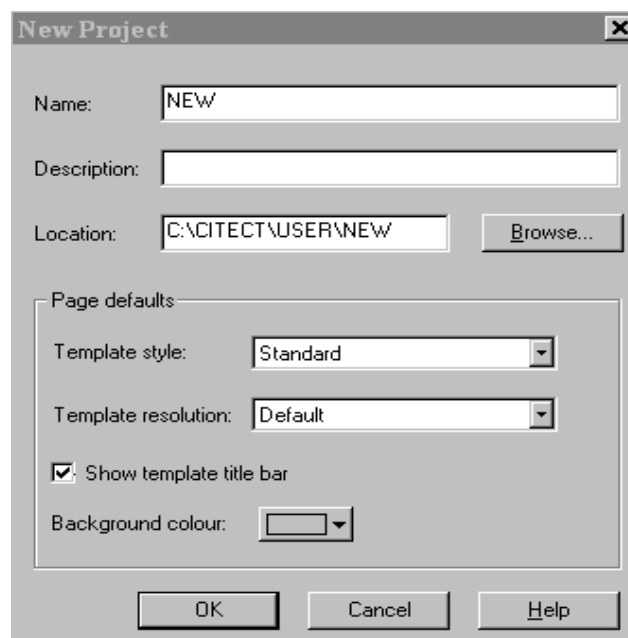 New Project
Name: NEW
Description:
Location: C:\CITECT\USER\NEW Browse...
Page defaults
Template style: Standard
Template resolution: Default
Show template title bar
Background colour:
OK Cancel Help